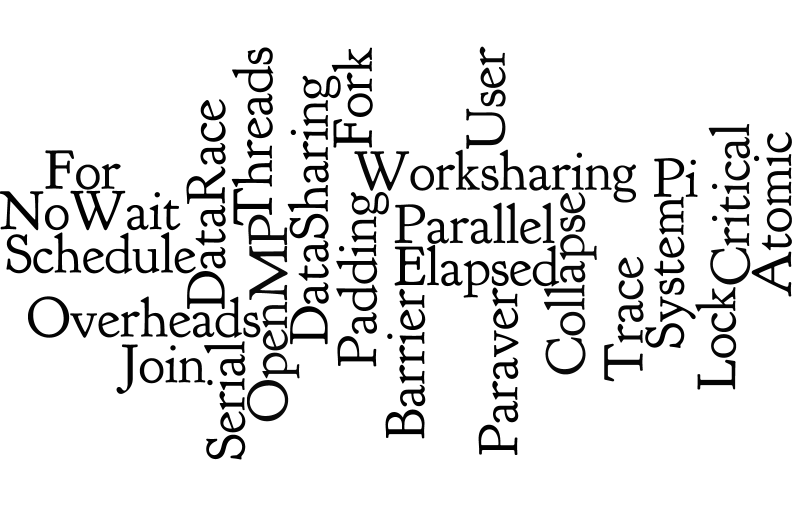 For
NoWait
Schedule
Overheads
Join.
DataRace
Serial
Threads
OpenMP
DataSharing
Fork
Padding
Worksharing
Parallel
Elapsed
Barrier
User
Paraver
Collapse
Trace
Pi
System
Critical
Lock
Atomic